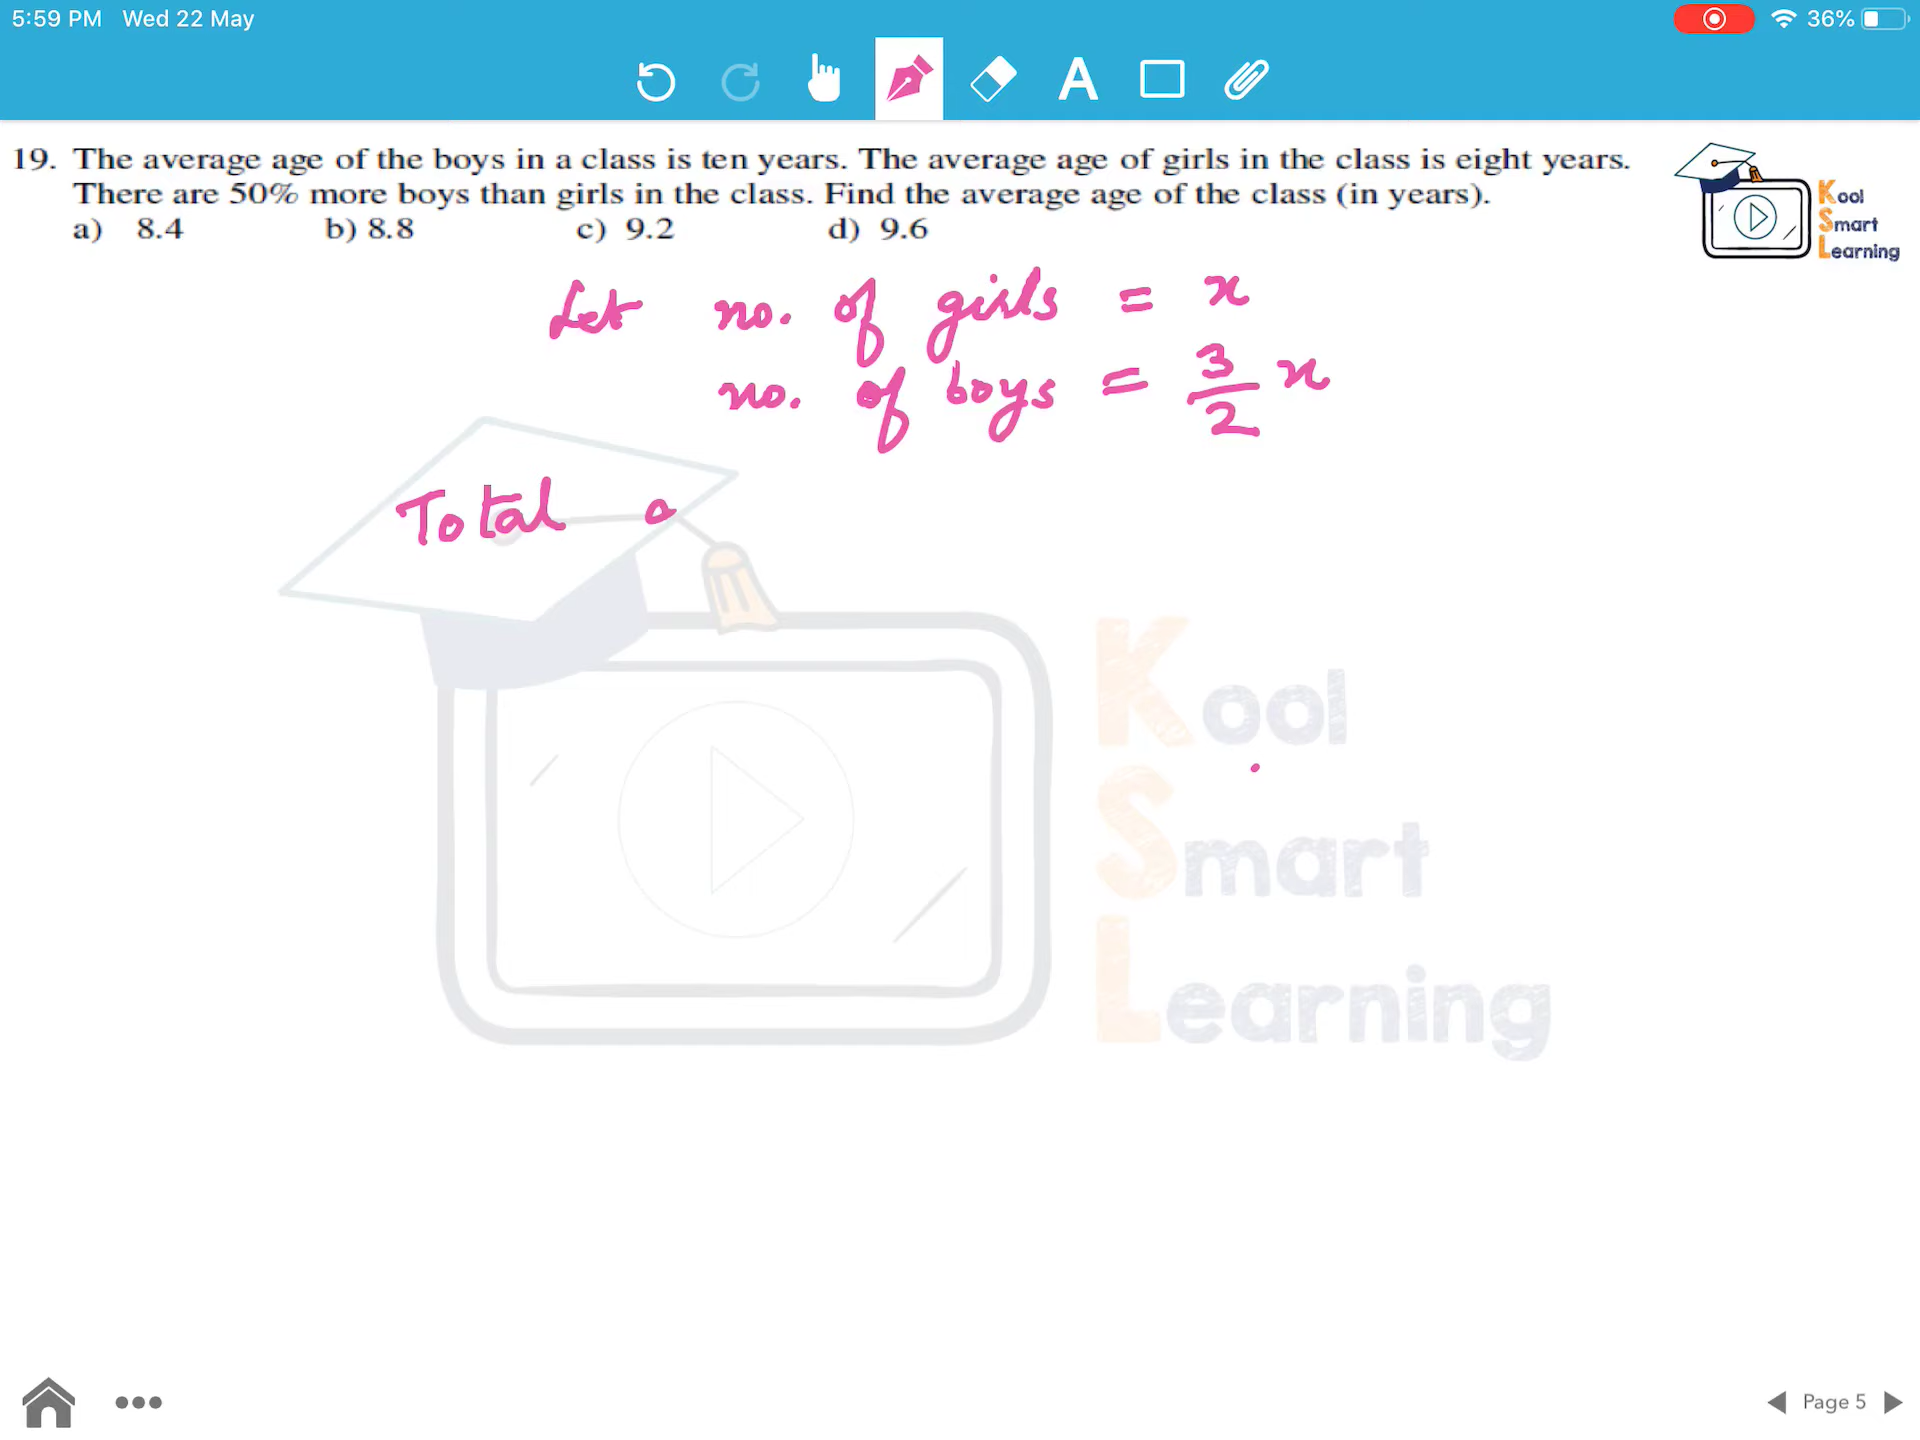 5:59 PM Wed 22 May
36%
A
19. The average age of the boys in a class is ten years. The average age of girls in the class is eight years.
There are 50% more boys than girls in the class. Find the average age of the class (in years).
a) 8.4 b) 8.8 c) 9.2 d) 9.6
Kool
Smart
Learning
Let no. of girls = x
no. of boys = 3/2 x
Total a
Kool
Smart
Learning
Page 5